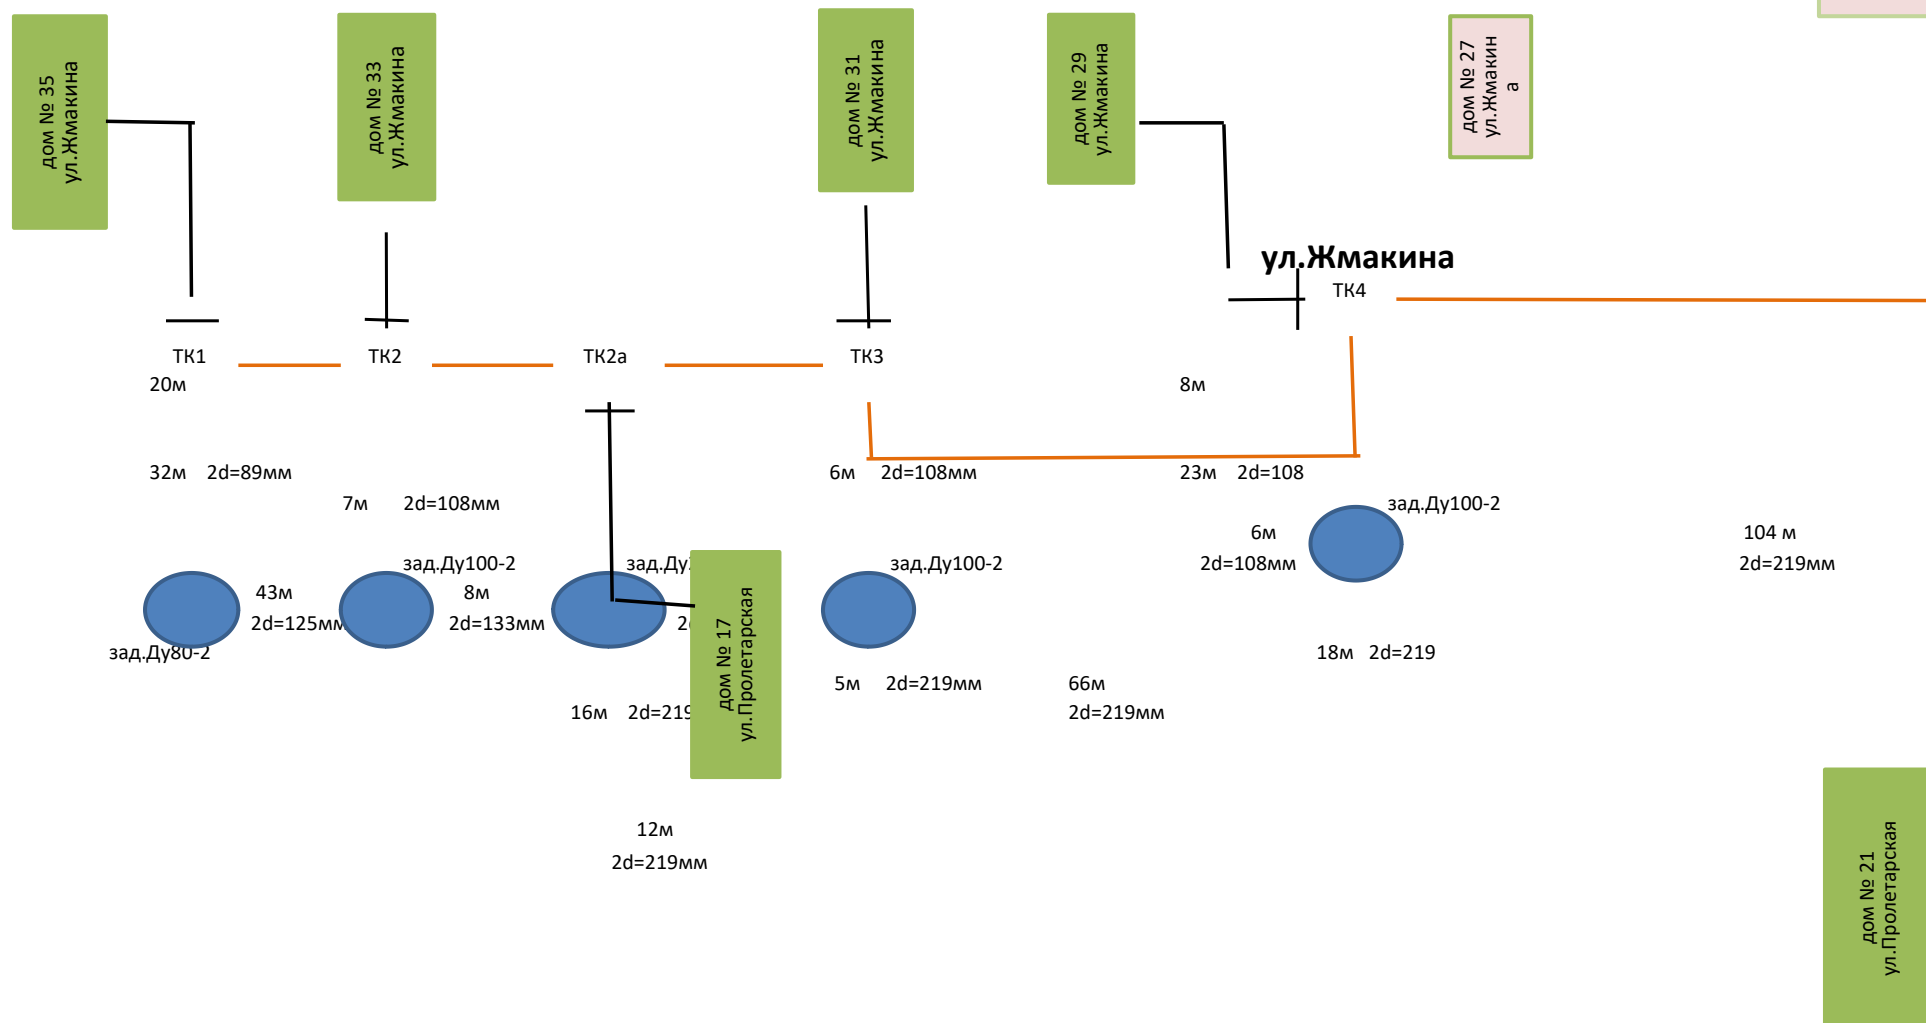 дом № 35
ул.Жмакина
дом № 33
ул.Жмакина
дом № 31
ул.Жмакина
дом № 29
ул.Жмакина
дом № 27
ул.Жмакин
а
ул.Жмакина
ТК4
ТК1
ТК2
ТК2а
ТК3
20м
8м
32м 2d=89мм
6м 2d=108мм
23м 2d=108
7м 2d=108мм
зад.Ду100-2
6м
2d=108мм
104 м
2d=219мм
зад.Ду100-2
зад.Ду
зад.Ду100-2
43м
2d=125мм
8м
2d=133мм
зад.Ду80-2
18м 2d=219
дом № 17
ул.Пролетарская
5м 2d=219мм
66м
2d=219мм
16м 2d=219
12м
2d=219мм
дом № 21
ул.Пролетарская